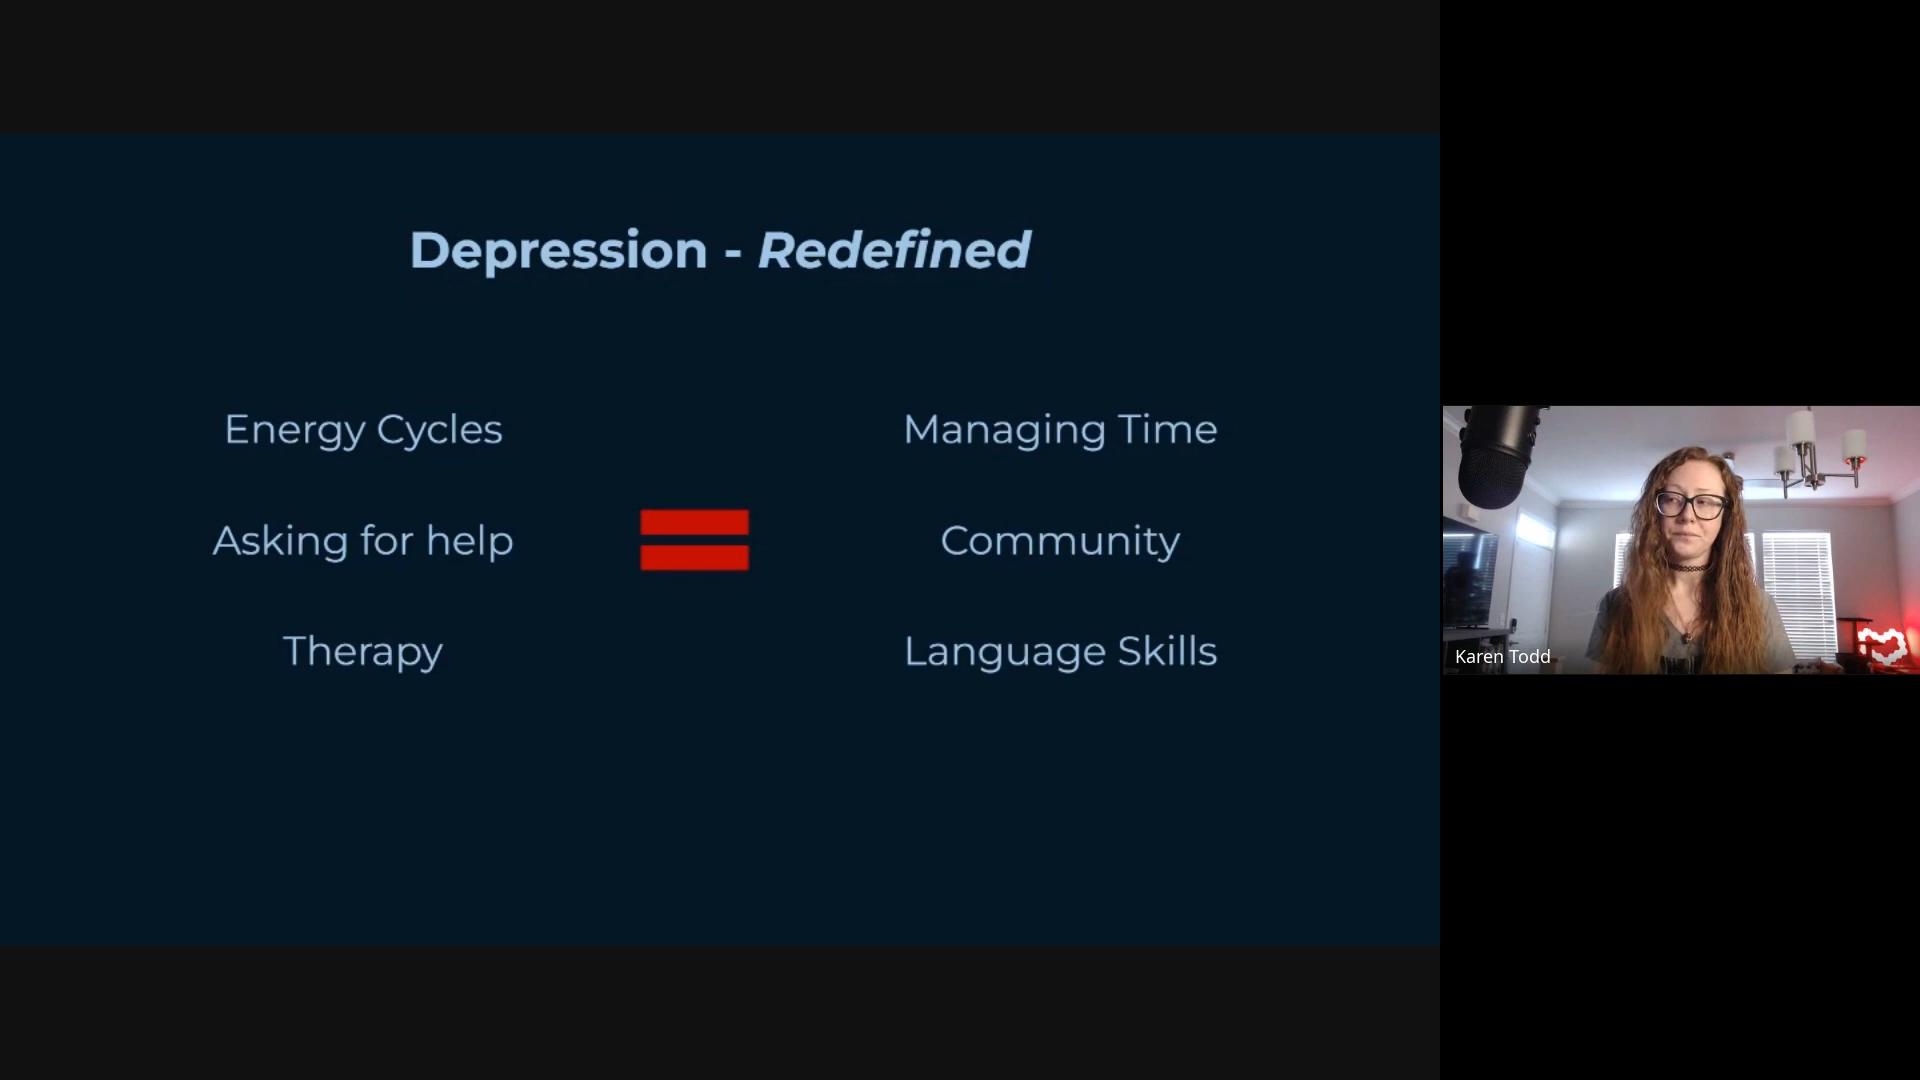 Depression - Redefined
Energy Cycles
Managing Time
Asking for help
=
Community
Therapy
Language Skills
Karen Todd